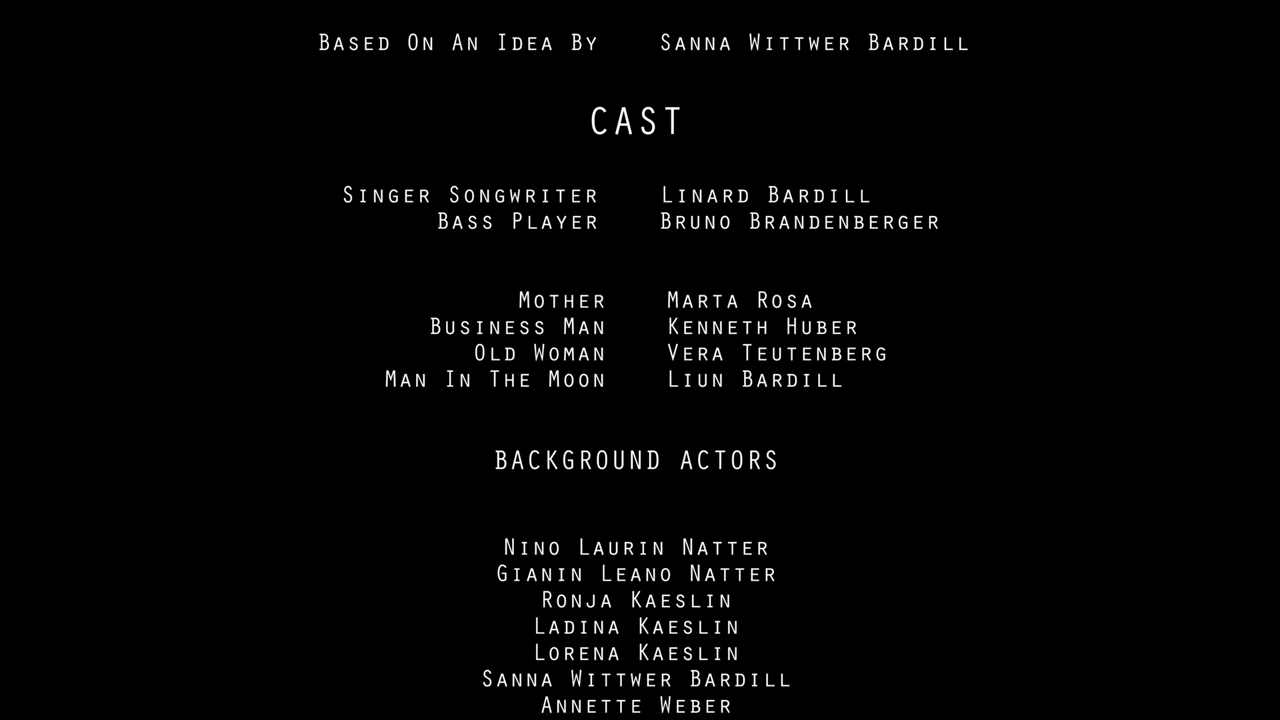 Based On An Idea By Sanna Wittwer Bardill
CAST
Singer Songwriter Linard Bardill
Bass Player Bruno Brandenberger
Mother Marta Rosa
Business Man Kenneth Huber
Old Woman Vera Teutenberg
Man In The Moon Liun Bardill
BACKGROUND ACTORS
Nino Laurin Natter
Gianin Leano Natter
Ronja Kaeslin
Ladina Kaeslin
Lorena Kaeslin
Sanna Wittwer Bardill
Annette Weber